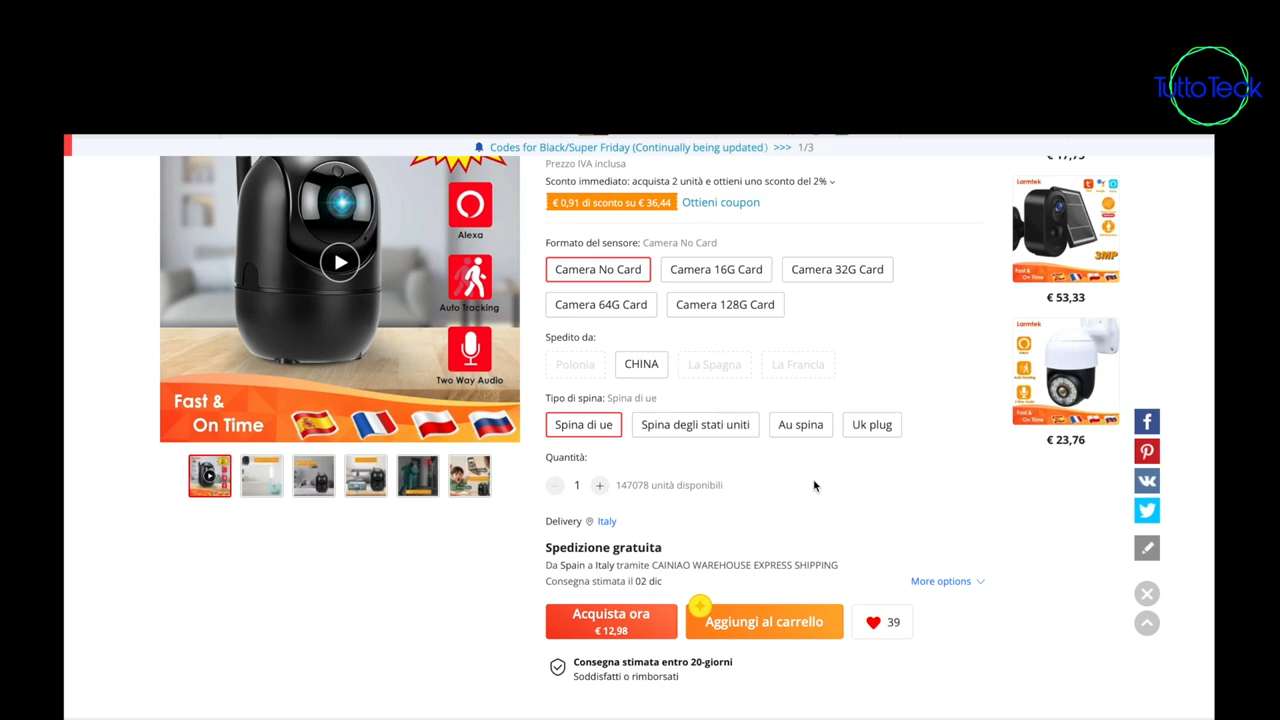 TuttoTeck
Codes for Black/Super Friday (Continually being updated) >>> 1/3
Prezzo IVA inclusa
Sconto immediato: acquista 2 unità e ottieni uno sconto del 2%
€ 0,91 di sconto su € 36,44 Ottieni coupon
Formato del sensore: Camera No Card
Camera No Card Camera 16G Card Camera 32G Card
Camera 64G Card Camera 128G Card
Spedito da:
Polonia CHINA La Spagna La Francia
Tipo di spina: Spina di ue
Spina di ue Spina degli stati uniti Au spina Uk plug
Quantità:
− 1 + 147078 unità disponibili
Delivery Italy
Spedizione gratuita
Da Spain a Italy tramite CAINIAO WAREHOUSE EXPRESS SHIPPING
Consegna stimata il 02 dic More options
Acquista ora
€ 12,98
Aggiungi al carrello
39
Consegna stimata entro 20-giorni
Soddisfatti o rimborsati
Alexa
Auto Tracking
Two Way Audio
Fast &
On Time
Larmtek
3MP
Fast &
On Time
€ 53,33
Larmtek
Fast &
On Time
€ 23,76